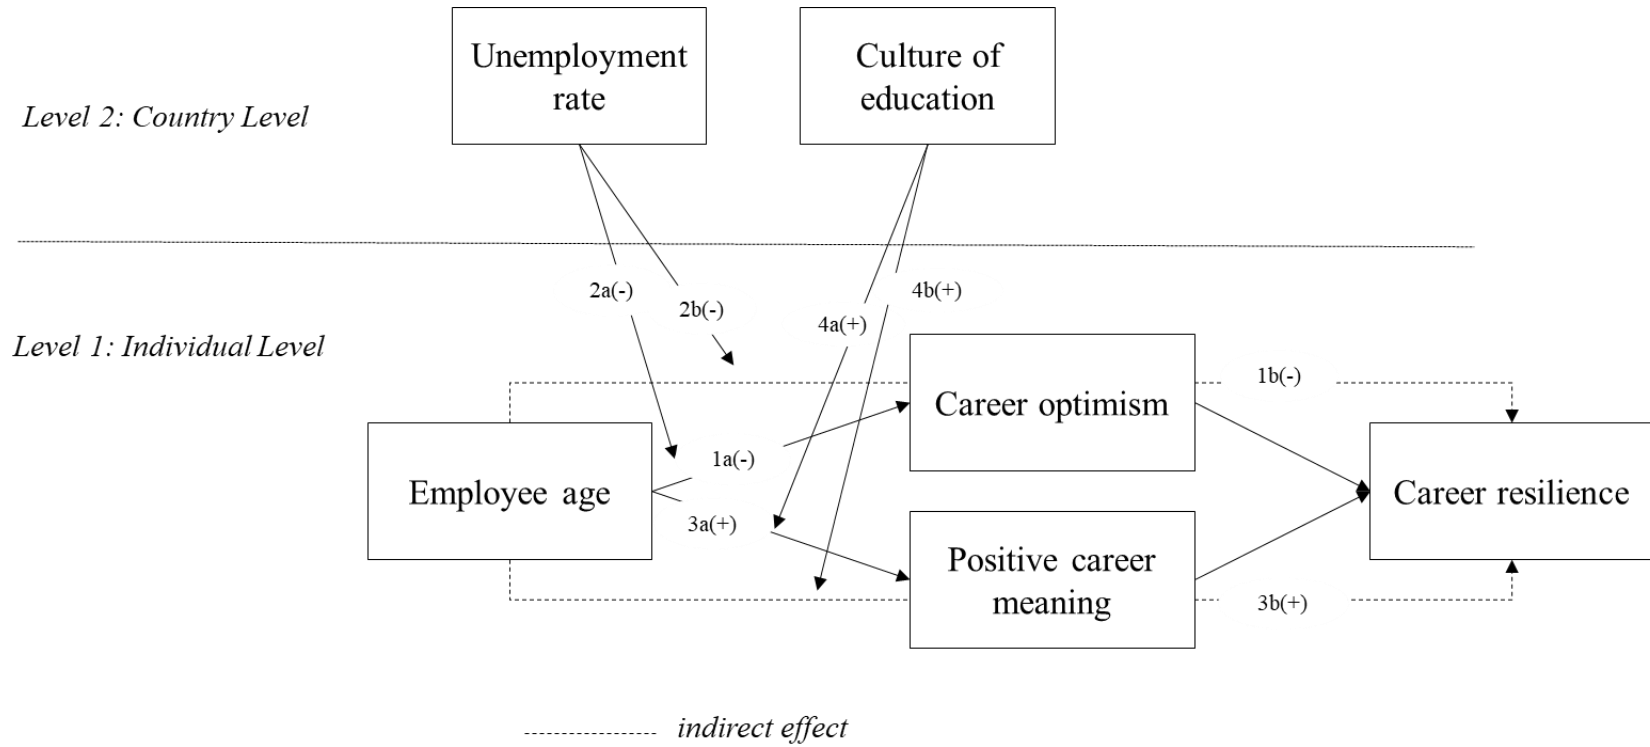 Unemployment
rate
Culture of
education
Level 2: Country Level
2a(-)
2b(-)
4a(+)
4b(+)
Level 1: Individual Level
Career optimism
1b(-)
1a(-)
Employee age
Career resilience
3a(+)
Positive career
meaning
3b(+)
indirect effect